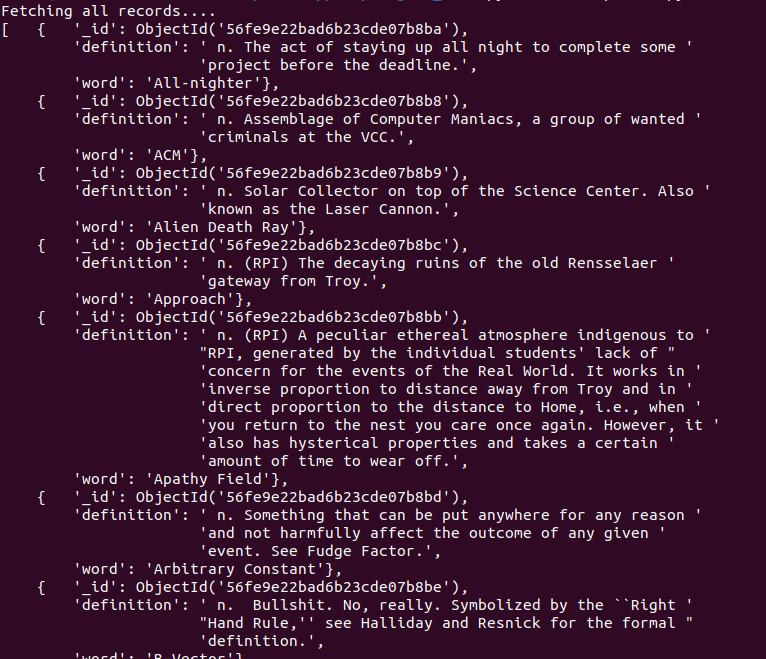 Fetching all records....
[   {   '_id': ObjectId('56fe9e22bad6b23cde07b8ba'),
        'definition': ' n. The act of staying up all night to complete some '
                      'project before the deadline.',
        'word': 'All-nighter'},
    {   '_id': ObjectId('56fe9e22bad6b23cde07b8b8'),
        'definition': ' n. Assemblage of Computer Maniacs, a group of wanted '
                      'criminals at the VCC.',
        'word': 'ACM'},
    {   '_id': ObjectId('56fe9e22bad6b23cde07b8b9'),
        'definition': ' n. Solar Collector on top of the Science Center. Also '
                      'known as the Laser Cannon.',
        'word': 'Alien Death Ray'},
    {   '_id': ObjectId('56fe9e22bad6b23cde07b8bc'),
        'definition': ' n. (RPI) The decaying ruins of the old Rensselaer '
                      'gateway from Troy.',
        'word': 'Approach'},
    {   '_id': ObjectId('56fe9e22bad6b23cde07b8bb'),
        'definition': ' n. (RPI) A peculiar ethereal atmosphere indigenous to '
                      "RPI, generated by the individual students' lack of "
                      'concern for the events of the Real World. It works in '
                      'inverse proportion to distance away from Troy and in '
                      'direct proportion to the distance to Home, i.e., when '
                      'you return to the nest you care once again. However, it '
                      'also has hysterical properties and takes a certain '
                      'amount of time to wear off.',
        'word': 'Apathy Field'},
    {   '_id': ObjectId('56fe9e22bad6b23cde07b8bd'),
        'definition': ' n. Something that can be put anywhere for any reason '
                      'and not harmfully affect the outcome of any given '
                      'event. See Fudge Factor.',
        'word': 'Arbitrary Constant'},
    {   '_id': ObjectId('56fe9e22bad6b23cde07b8be'),
        'definition': ' n.  Bullshit. No, really. Symbolized by the ``Right '
                      "Hand Rule,'' see Halliday and Resnick for the formal "
                      'definition.',
        'word': 'B Vector'}